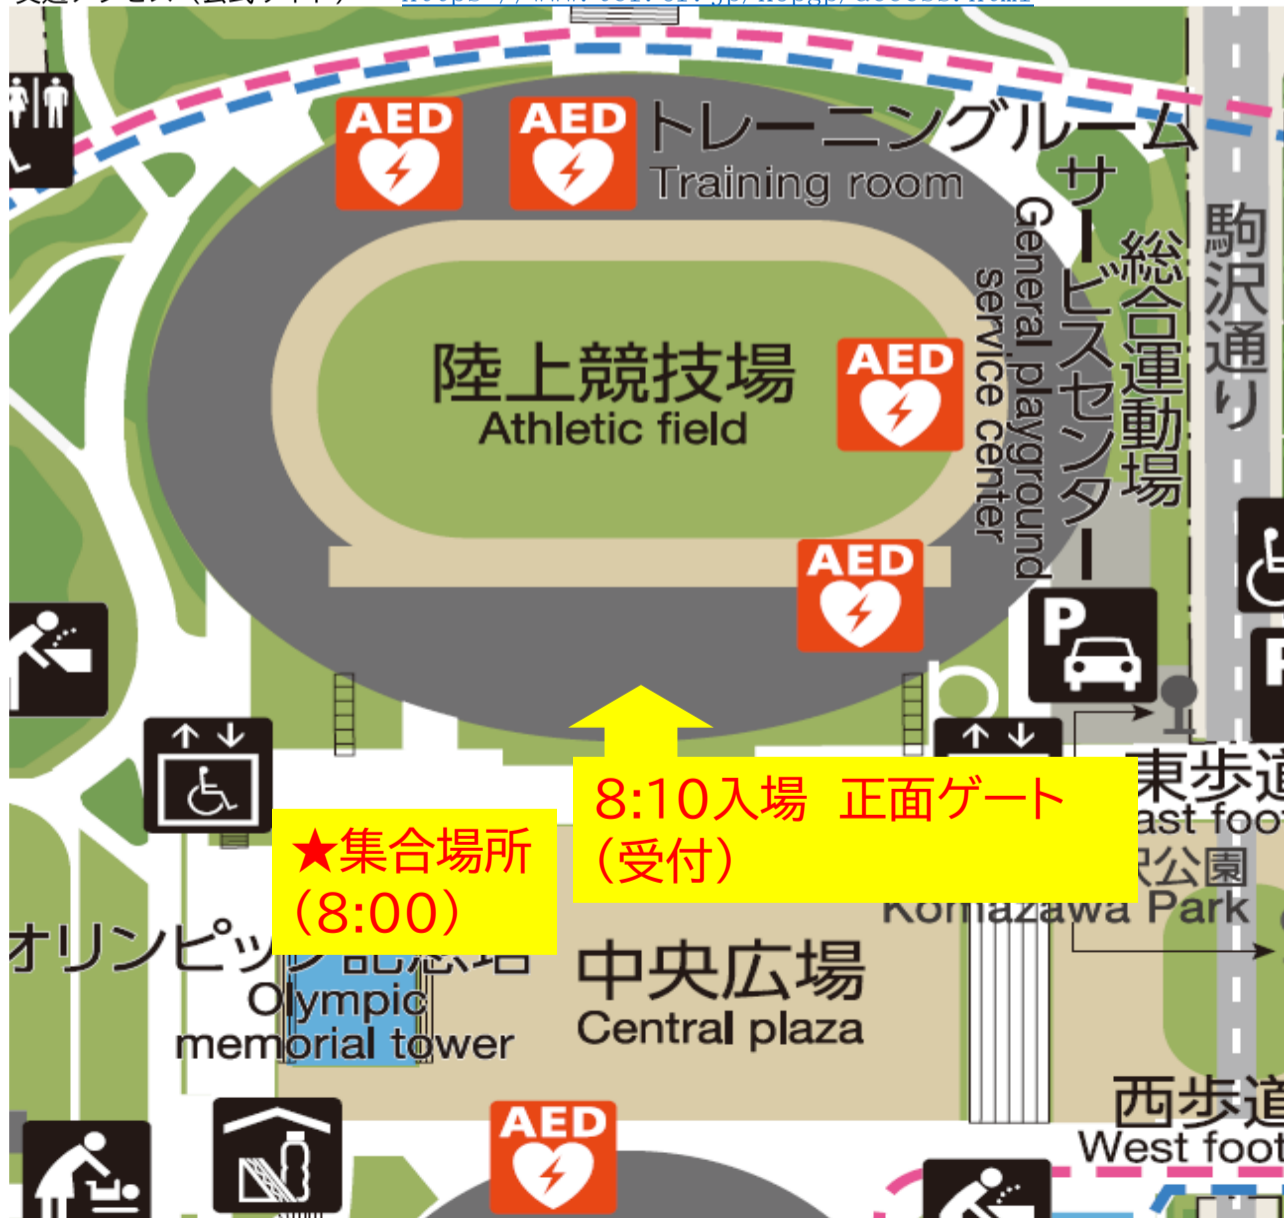 AED
AED
トレーニングルーム
Training room
サービスセンター
総合運動場
General playground
service center
駒沢通り
陸上競技場
Athletic field
AED
AED
P
8:10入場 正面ゲート
(受付)
★集合場所
(8:00)
東歩道
オリンピック記念塔
Olympic
memorial tower
中央広場
Central plaza
公園
Komazawa Park
西歩道
West foot
AED